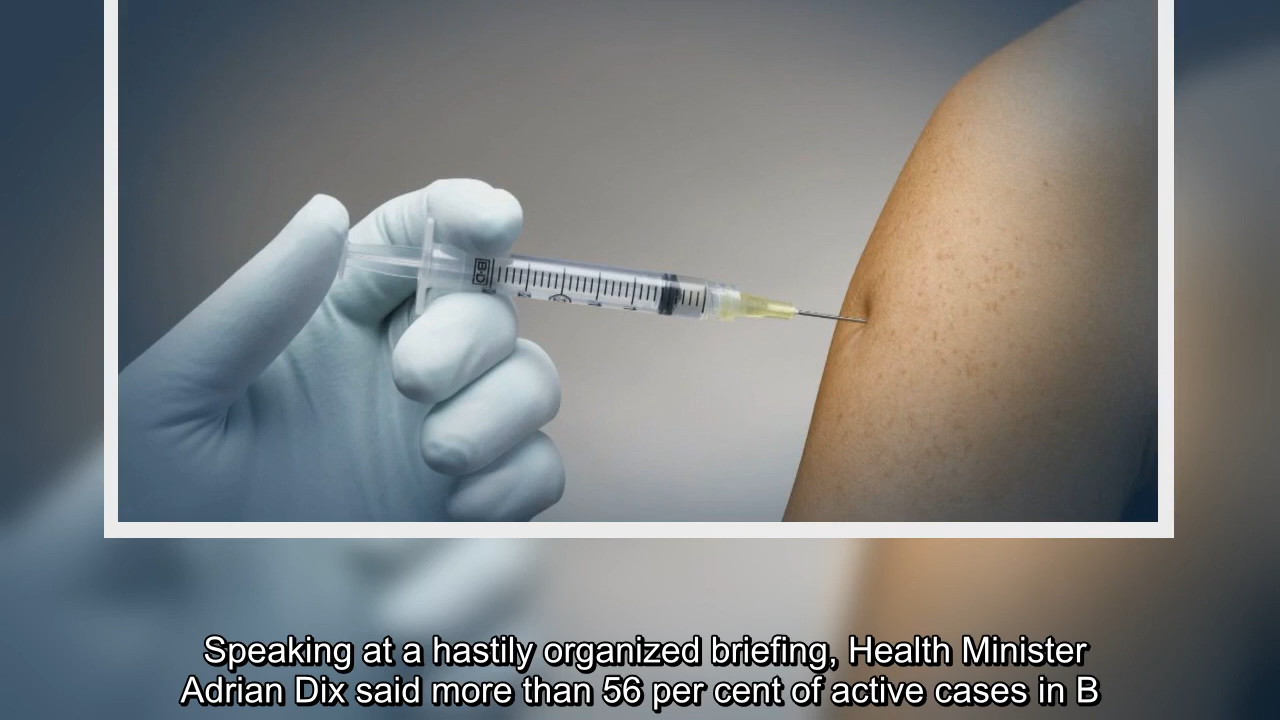 B-D
Speaking at a hastily organized briefing, Health Minister
Adrian Dix said more than 56 per cent of active cases in B